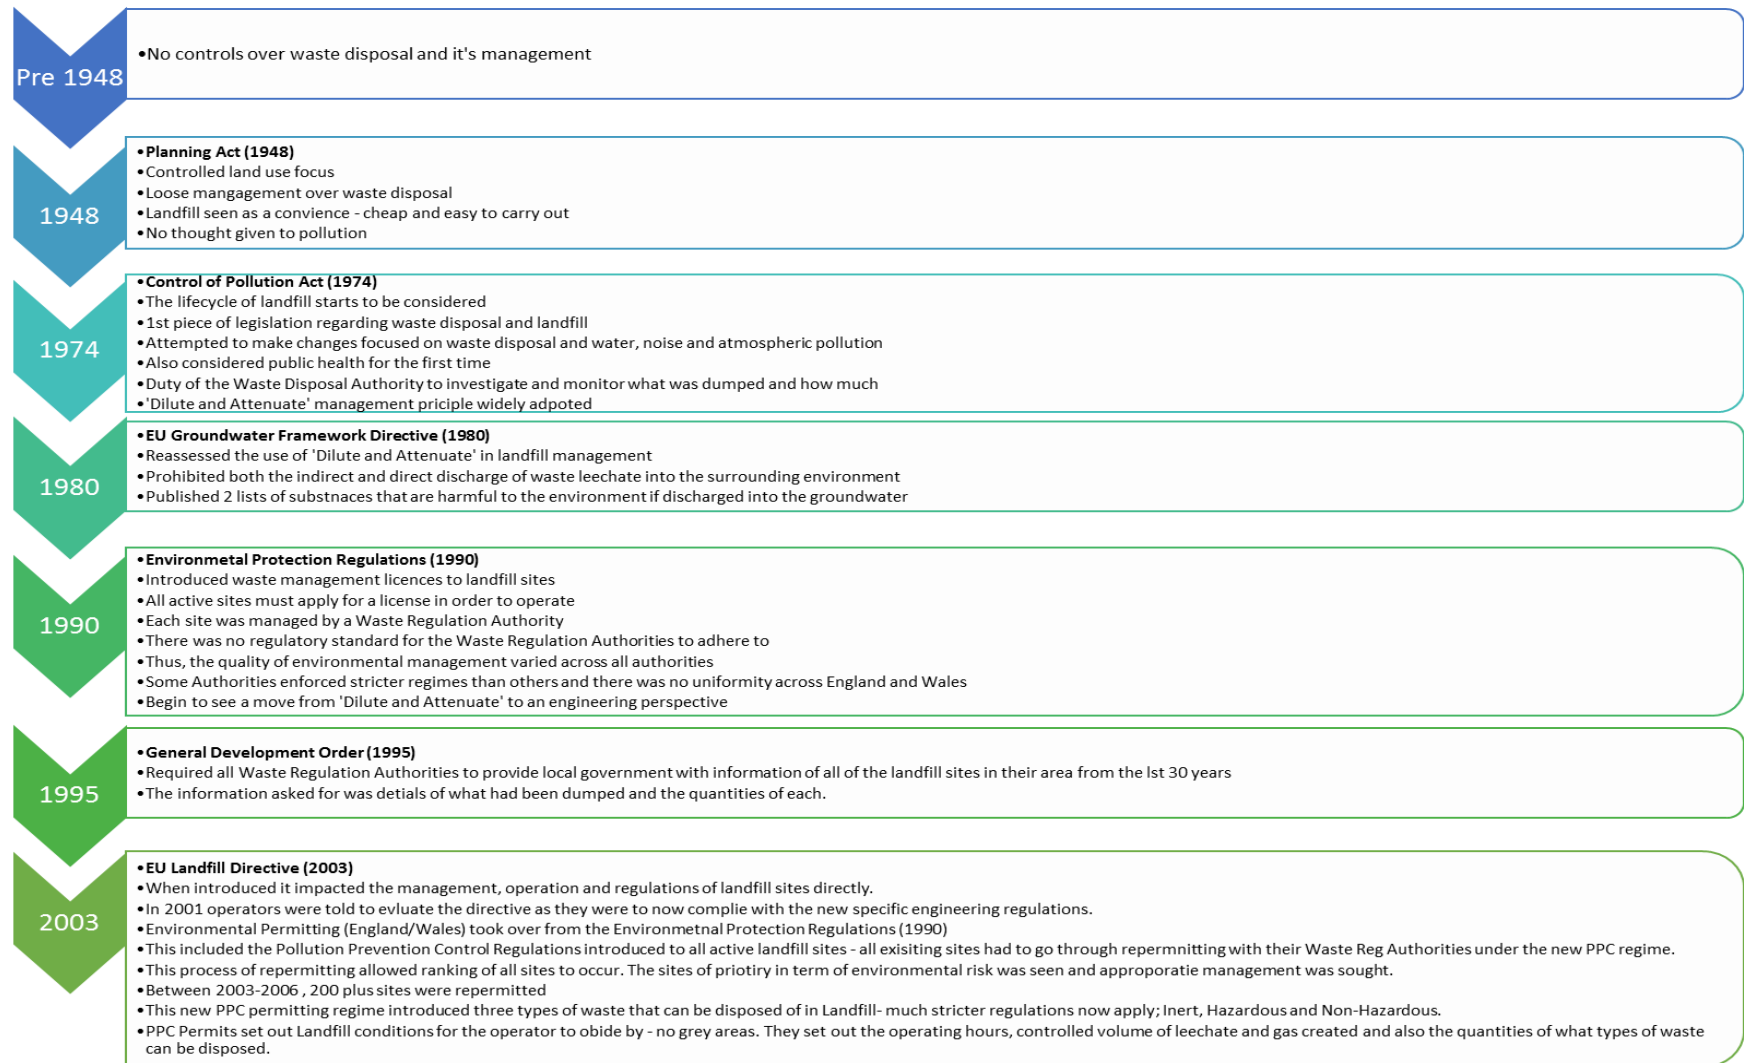 Pre 1948
•No controls over waste disposal and it's management
1948
•Planning Act (1948)
•Controlled land use focus
•Loose mangagement over waste disposal
•Landfill seen as a convience - cheap and easy to carry out
•No thought given to pollution
1974
•Control of Pollution Act (1974)
•The lifecycle of landfill starts to be considered
•1st piece of legislation regarding waste disposal and landfill
•Attempted to make changes focused on waste disposal and water, noise and atmospheric pollution
•Also considered public health for the first time
•Duty of the Waste Disposal Authority to investigate and monitor what was dumped and how much
•'Dilute and Attenuate' management priciple widely adpoted
1980
•EU Groundwater Framework Directive (1980)
•Reassessed the use of 'Dilute and Attenuate' in landfill management
•Prohibited both the indirect and direct discharge of waste leechate into the surrounding environment
•Published 2 lists of substnaces that are harmful to the environment if discharged into the groundwater
1990
•Environmetal Protection Regulations (1990)
•Introduced waste management licences to landfill sites
•All active sites must apply for a license in order to operate
•Each site was managed by a Waste Regulation Authority
•There was no regulatory standard for the Waste Regulation Authorities to adhere to
•Thus, the quality of environmental management varied across all authorities
•Some Authorities enforced stricter regimes than others and there was no uniformity across England and Wales
•Begin to see a move from 'Dilute and Attenuate' to an engineering perspective
1995
•General Development Order (1995)
•Required all Waste Regulation Authorities to provide local government with information of all of the landfill sites in their area from the lst 30 years
•The information asked for was detials of what had been dumped and the quantities of each.
2003
•EU Landfill Directive (2003)
•When introduced it impacted the management, operation and regulations of landfill sites directly.
•In 2001 operators were told to evluate the directive as they were to now complie with the new specific engineering regulations.
•Environmental Permitting (England/Wales) took over from the Environmetnal Protection Regulations (1990)
•This included the Pollution Prevention Control Regulations introduced to all active landfill sites - all exisiting sites had to go through repermnitting with their Waste Reg Authorities under the new PPC regime.
•This process of repermitting allowed ranking of all sites to occur. The sites of priotiry in term of environmental risk was seen and approporatie management was sought.
•Between 2003-2006 , 200 plus sites were repermitted
•This new PPC permitting regime introduced three types of waste that can be disposed of in Landfill- much stricter regulations now apply; Inert, Hazardous and Non-Hazardous.
•PPC Permits set out Landfill conditions for the operator to obide by - no grey areas. They set out the operating hours, controlled volume of leechate and gas created and also the quantities of what types of waste
can be disposed.